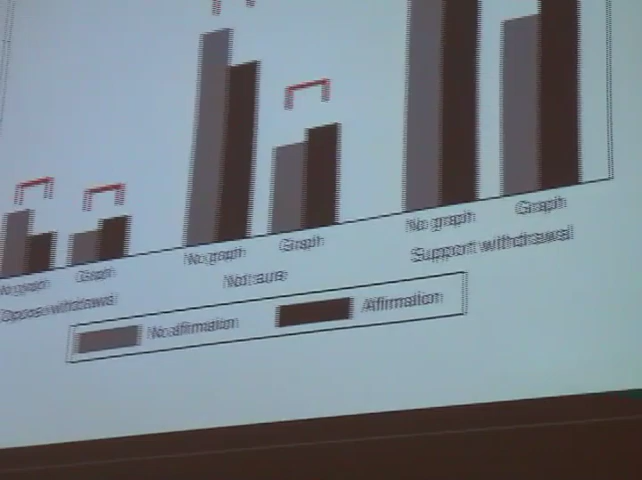 No graph
Graph
No graph
Graph
No graph
Graph
Oppose withdrawal
Not sure
Support withdrawal
No affirmation
Affirmation